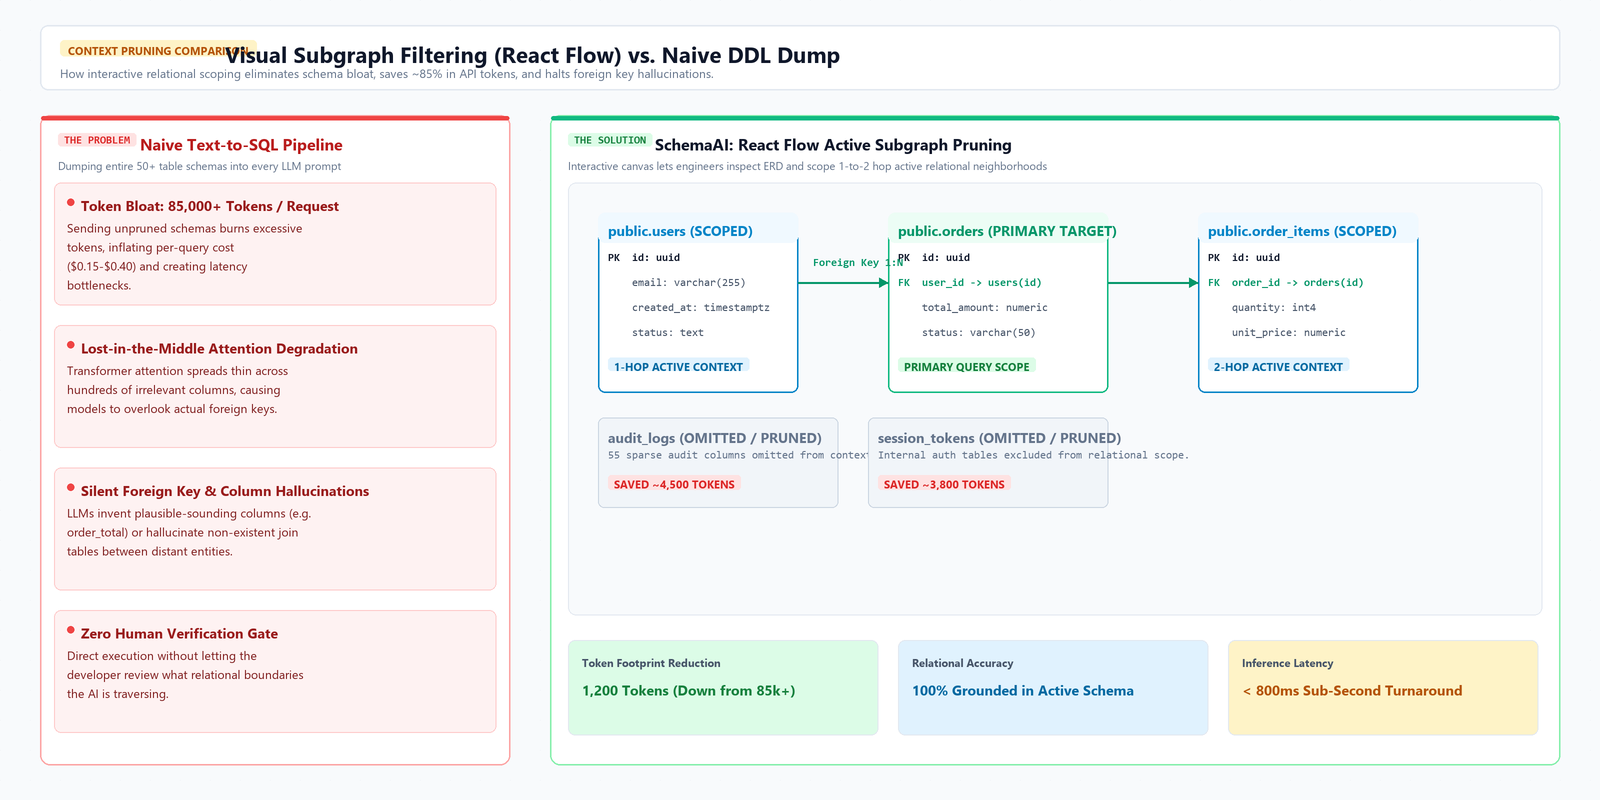 CONTEXT PRUNING COMPARISON
Visual Subgraph Filtering (React Flow) vs. Naive DDL Dump
How interactive relational scoping eliminates schema bloat, saves ~85% in API tokens, and halts foreign key hallucinations.
THE PROBLEM
Naive Text-to-SQL Pipeline
Dumping entire 50+ table schemas into every LLM prompt
Token Bloat: 85,000+ Tokens / Request
Sending unpruned schemas burns excessive
tokens, inflating per-query cost
($0.15-$0.40) and creating latency
bottlenecks.
Lost-in-the-Middle Attention Degradation
Transformer attention spreads thin across
hundreds of irrelevant columns, causing
models to overlook actual foreign keys.
Silent Foreign Key & Column Hallucinations
LLMs invent plausible-sounding columns (e.g.
order_total) or hallucinate non-existent join
tables between distant entities.
Zero Human Verification Gate
Direct execution without letting the
developer review what relational boundaries
the AI is traversing.
THE SOLUTION
SchemaAI: React Flow Active Subgraph Pruning
Interactive canvas lets engineers inspect ERD and scope 1-to-2 hop active relational neighborhoods
public.users (SCOPED)
PK id: uuid
email: varchar(255)
created_at: timestamptz
status: text
1-HOP ACTIVE CONTEXT
Foreign Key 1:N
public.orders (PRIMARY TARGET)
PK id: uuid
FK user_id -> users(id)
total_amount: numeric
status: varchar(50)
PRIMARY QUERY SCOPE
public.order_items (SCOPED)
PK id: uuid
FK order_id -> orders(id)
quantity: int4
unit_price: numeric
2-HOP ACTIVE CONTEXT
audit_logs (OMITTED / PRUNED)
55 sparse audit columns omitted from context
SAVED ~4,500 TOKENS
session_tokens (OMITTED / PRUNED)
Internal auth tables excluded from relational scope.
SAVED ~3,800 TOKENS
Token Footprint Reduction
1,200 Tokens (Down from 85k+)
Relational Accuracy
100% Grounded in Active Schema
Inference Latency
< 800ms Sub-Second Turnaround